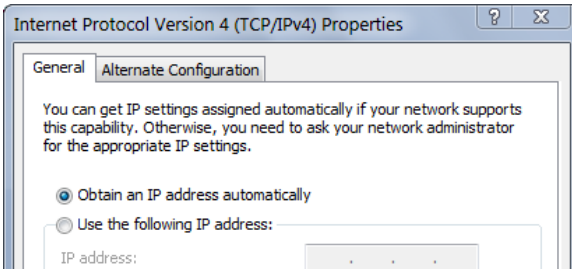 Internet Protocol Version 4 (TCP/IPv4) Properties
General Alternate Configuration
You can get IP settings assigned automatically if your network supports
this capability. Otherwise, you need to ask your network administrator
for the appropriate IP settings.
Obtain an IP address automatically
Use the following IP address:
IP address: